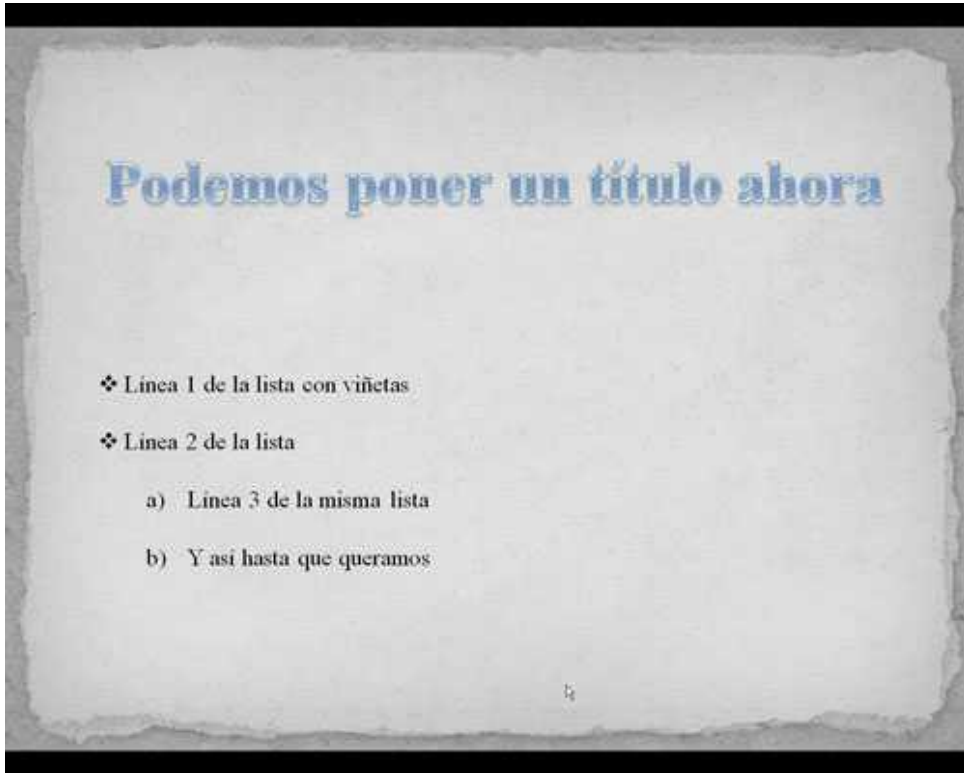 Podemos poner un título ahora
❖ Línea 1 de la lista con viñetas
❖ Línea 2 de la lista
a) Línea 3 de la misma lista
b) Y así hasta que queramos